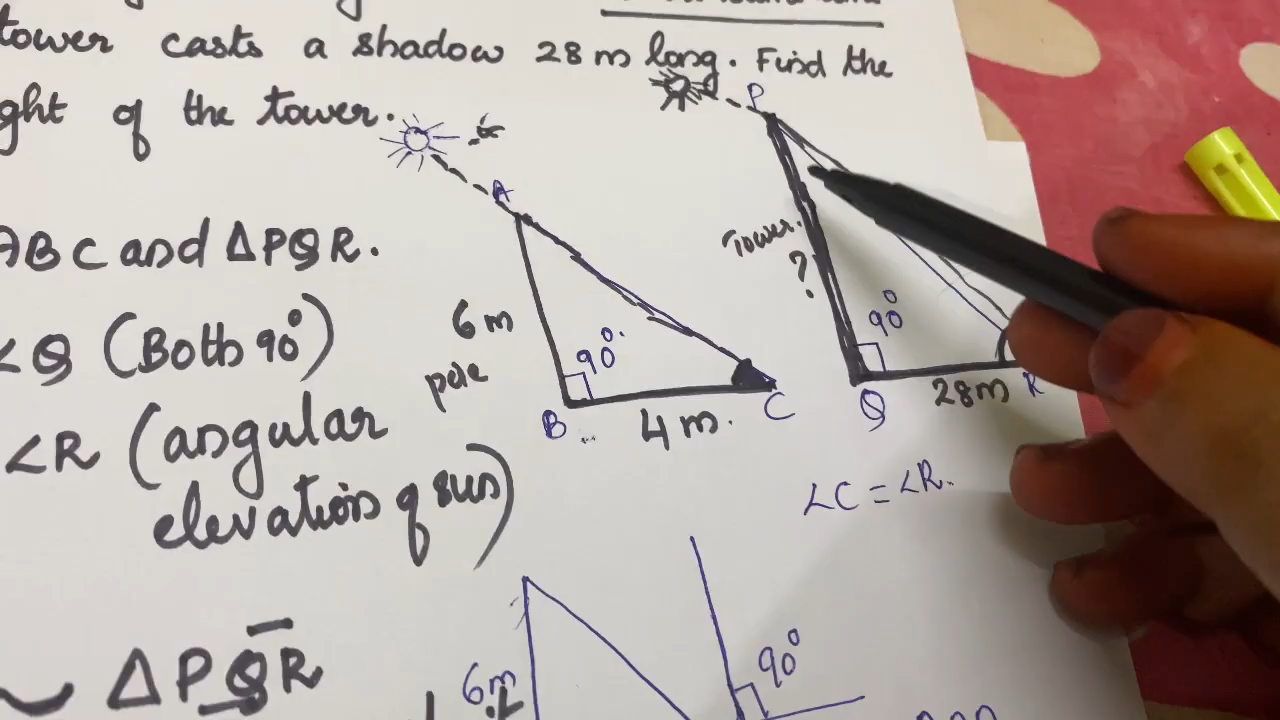 tower casts a shadow 28 m long. Find the
ght of the tower.
ABC and ΔPQR.
∠Q (Both 90°)
∠R (angular
elevation of sun)
~ ΔPQR
A
6 m
pole
90°
B
4 m.
C
P
Tower.
?
90°
Q
28m
R
∠C = ∠R.
6m
90°